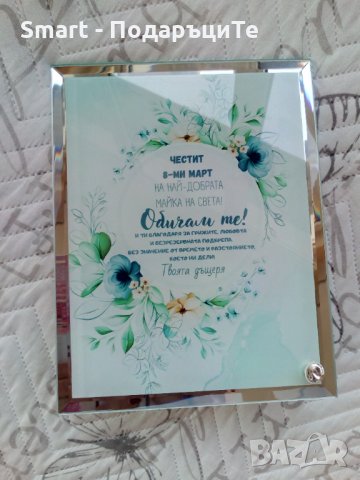 Smart - ПодаръциТе
ЧЕСТИТ
8-МИ МАРТ
НА НАЙ-ДОБРАТА
МАЙКА НА СВЕТА!
Обичам те!
И ТИ БЛАГОДАРЯ ЗА ГРИЖИТЕ, ЛЮБОВТА
И БЕЗРЕЗЕРВНАТА ПОДКРЕПА,
БЕЗ ЗНАЧЕНИЕ ОТ ВРЕМЕТО И РАЗСТОЯНИЕТО,
КОЕТО НИ ДЕЛИ!
Твоята дъщеря
BAZAR